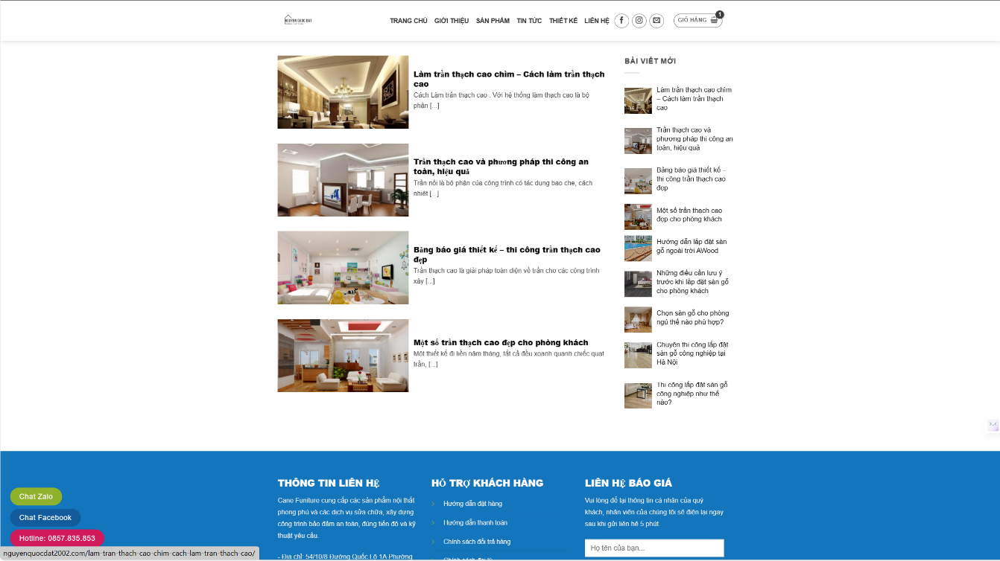 NGUYEN QUOC DAT
TRANG CHỦ GIỚI THIỆU SẢN PHẨM TIN TỨC THIẾT KẾ LIÊN HỆ GIỎ HÀNG 1
Làm trần thạch cao chìm – Cách làm trần thạch
cao
Cách Làm trần thạch cao . Với hệ thống làm thạch cao là bộ
phận [...]
Trần thạch cao và phương pháp thi công an
toàn, hiệu quả
Trần nổi là bộ phận của công trình có tác dụng bao che, cách
nhiệt [...]
Bảng báo giá thiết kế – thi công trần thạch cao
đẹp
Trần thạch cao là giải pháp toàn diện về trần cho các công trình
xây [...]
Một số trần thạch cao đẹp cho phòng khách
Một thiết kế đi liền năm tháng, tất cả đều xoanh quanh chiếc quạt
trần, [...]
BÀI VIẾT MỚI
Làm trần thạch cao chìm
– Cách làm trần thạch
cao
Trần thạch cao và
phương pháp thi công an
toàn, hiệu quả
Bảng báo giá thiết kế –
thi công trần thạch cao
đẹp
Một số trần thạch cao
đẹp cho phòng khách
Hướng dẫn lắp đặt sàn
gỗ ngoài trời AWood
Những điều cần lưu ý
trước khi lắp đặt sàn gỗ
cho phòng khách
Chọn sàn gỗ cho phòng
ngủ thế nào phù hợp?
Chuyên thi công lắp đặt
sàn gỗ công nghiệp tại
Hà Nội
Thi công lắp đặt sàn gỗ
công nghiệp như thế
nào?
THÔNG TIN LIÊN HỆ
Cane Funiture cung cấp các sản phẩm nội thất
phong phú và các dịch vụ sửa chữa, xây dựng
công trình bảo đảm an toàn, đúng tiến độ và kỹ
thuật yêu cầu.
- Địa chỉ: 54/10/8 Đường Quốc Lộ 1A Phường
HỖ TRỢ KHÁCH HÀNG
Hướng dẫn đặt hàng
Hướng dẫn thanh toán
Chính sách đổi trả hàng
Chính sách đại lý
LIÊN HỆ BÁO GIÁ
Vui lòng để lại thông tin cá nhân của quý
khách, nhân viên của chúng tôi sẽ điện lại ngay
sau khi gửi liên hệ 5 phút.
Họ tên của bạn...
Chat Zalo
Chat Facebook
Hotline: 0857.835.853
nguyenquocdat2002.com/lam-tran-thach-cao-chim-cach-lam-tran-thach-cao/